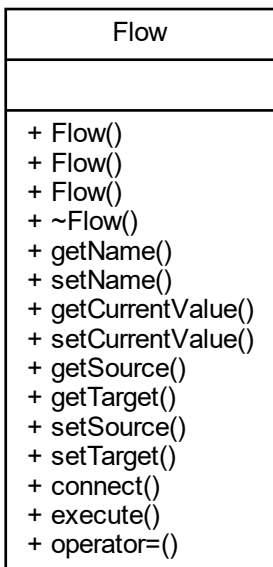 Flow
+ Flow()
+ Flow()
+ Flow()
+ ~Flow()
+ getName()
+ setName()
+ getCurrentValue()
+ setCurrentValue()
+ getSource()
+ getTarget()
+ setSource()
+ setTarget()
+ connect()
+ execute()
+ operator=()